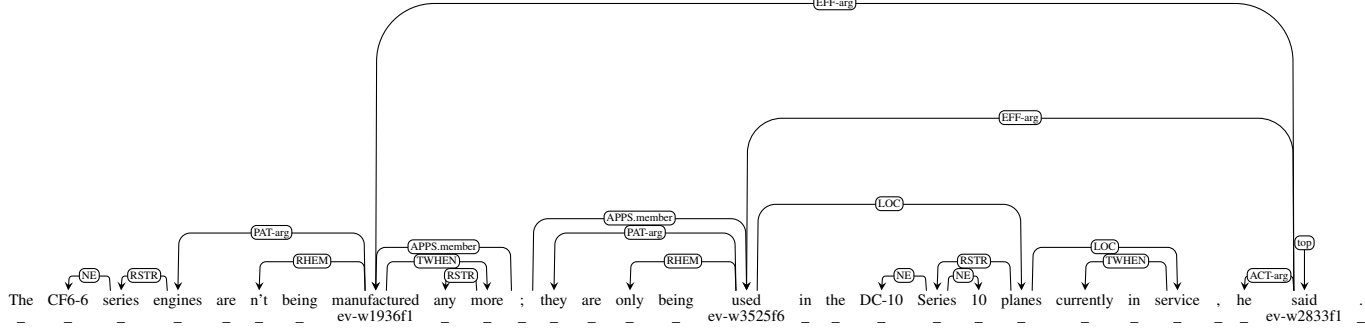 EFF-arg
EFF-arg
LOC
APPS.member
PAT-arg PAT-arg
top
APPS.member LOC
RHEM TWHEN RHEM RSTR TWHEN
NE RSTR RSTR NE NE ACT-arg
The CF6-6 series engines are n't being manufactured any more ; they are only being used in the DC-10 Series 10 planes currently in service , he said .
_ _ _ _ _ _ _ ev-w1936f1 _ _ _ _ _ _ _ ev-w3525f6 _ _ _ _ _ _ _ _ _ _ _ ev-w2833f1 _